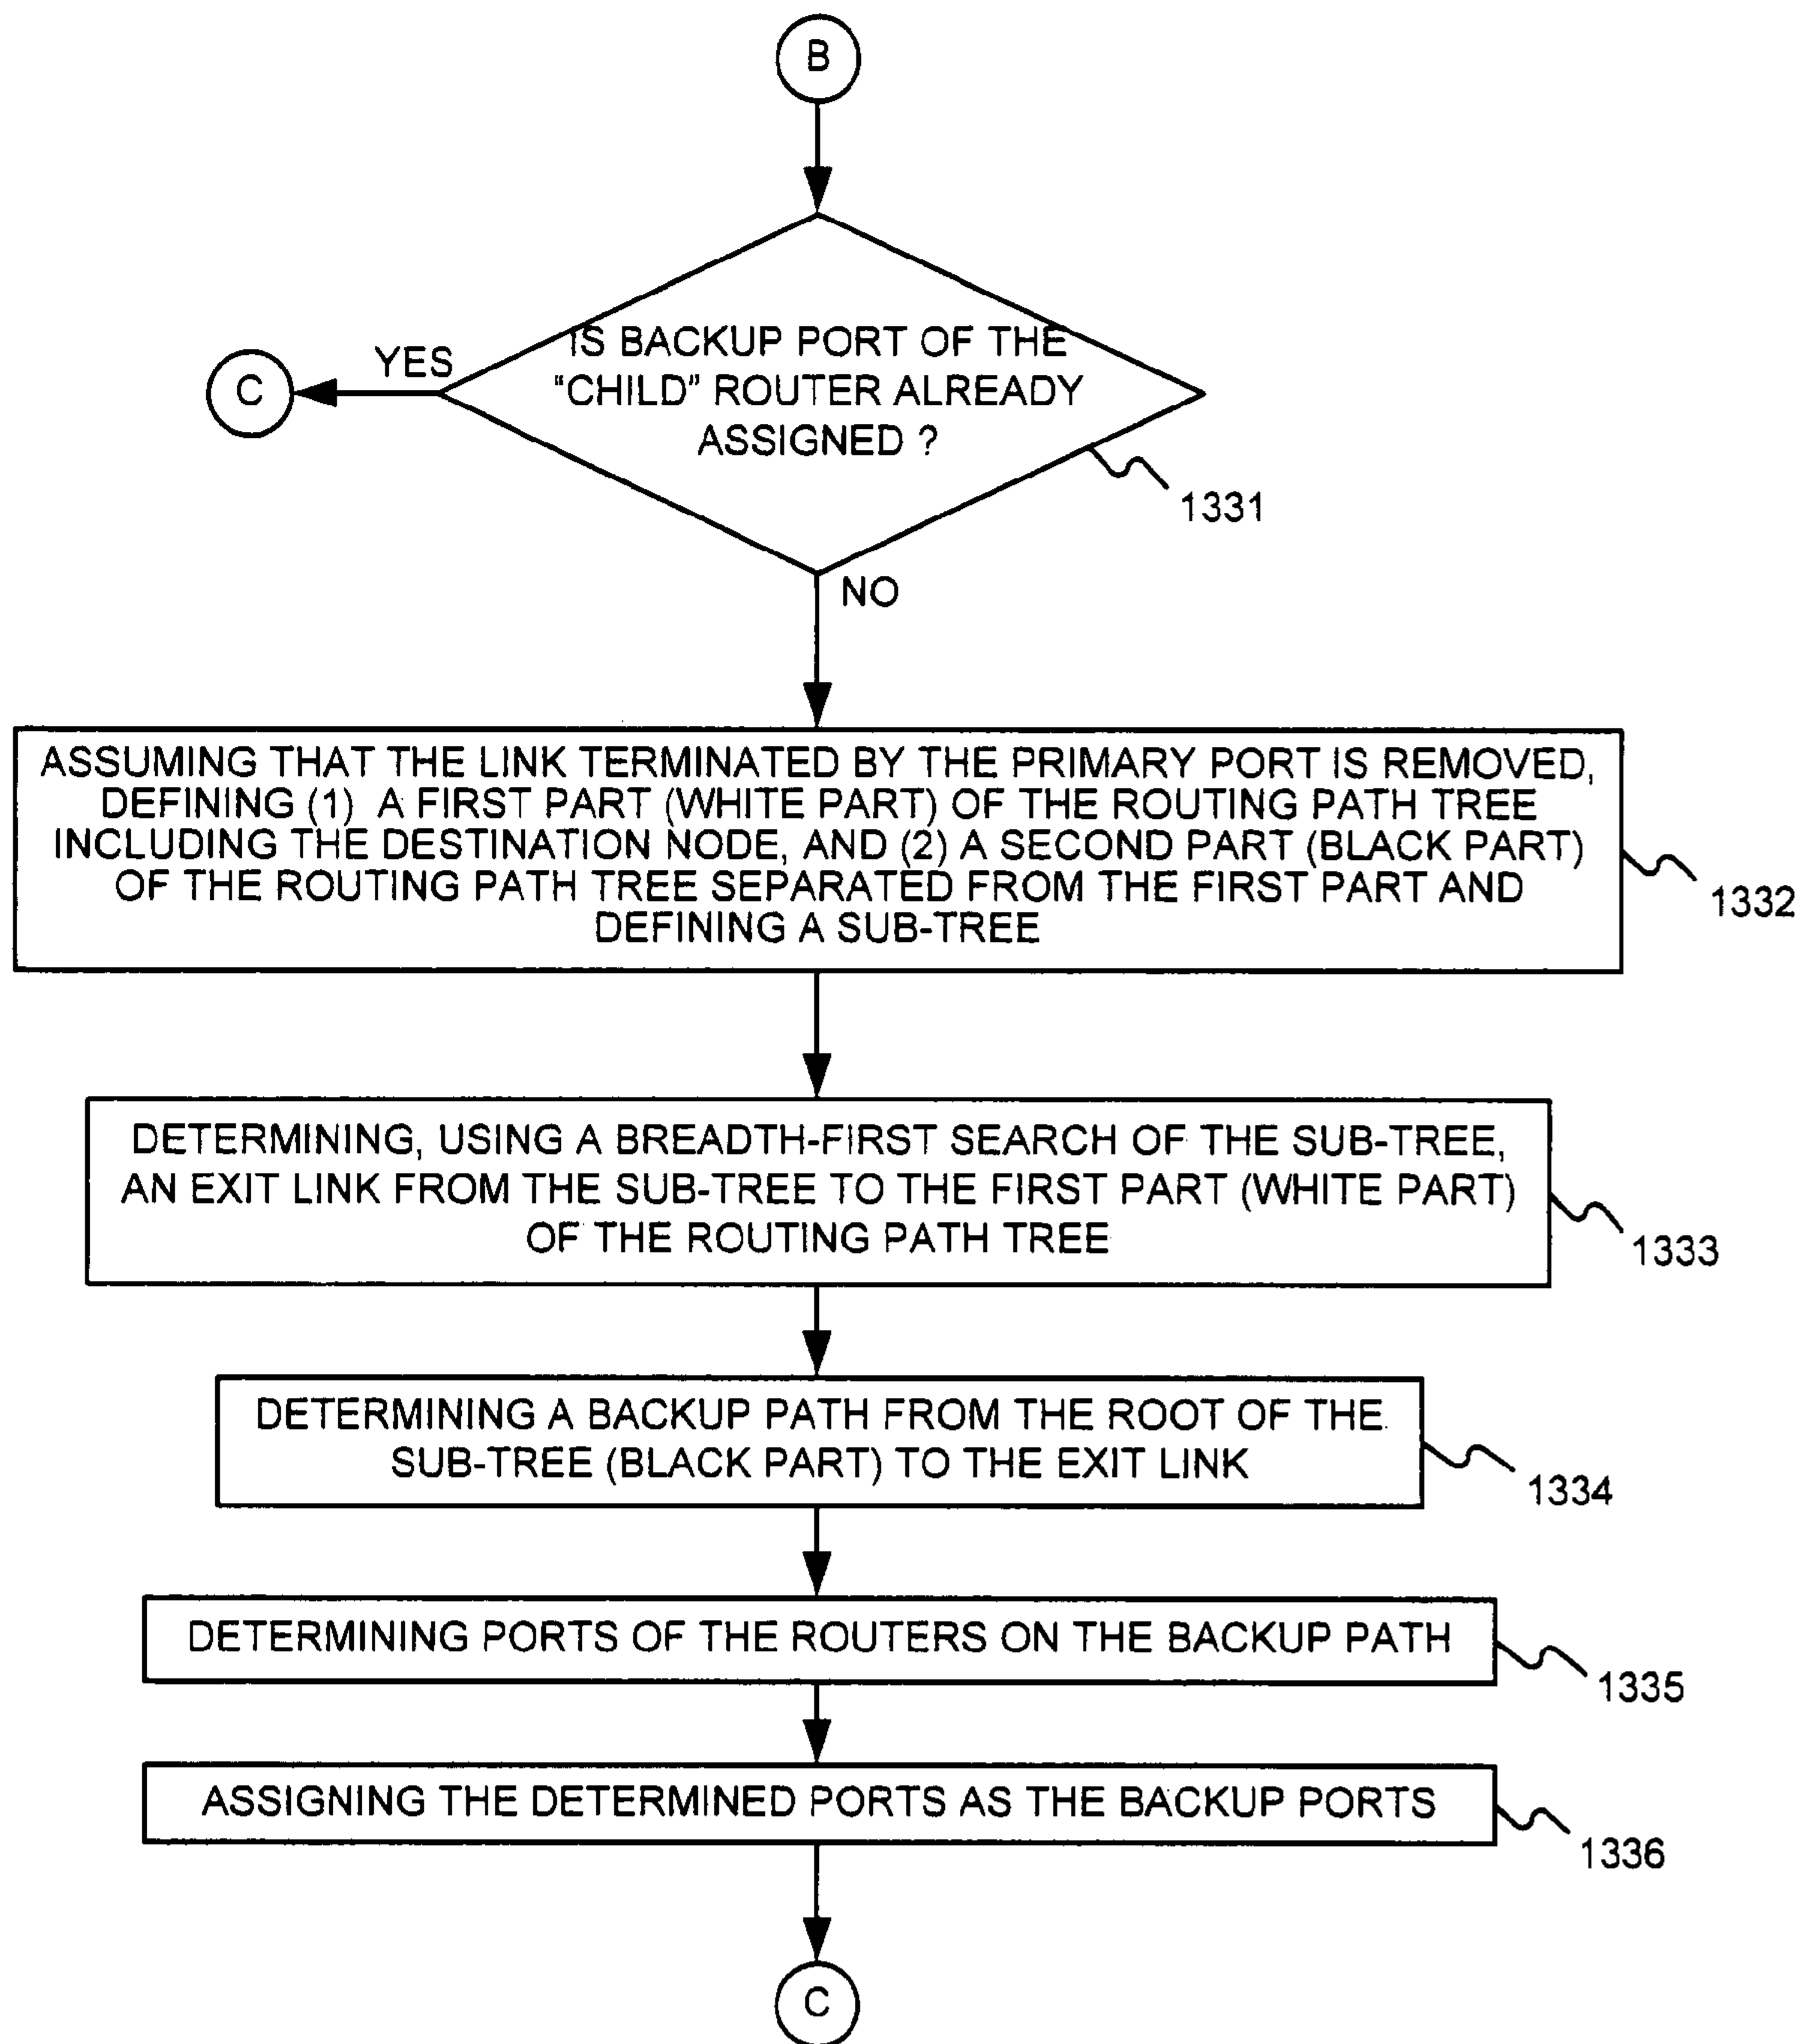 B
IS BACKUP PORT OF THE
"CHILD" ROUTER ALREADY
ASSIGNED ?
YES
C
1331
NO
ASSUMING THAT THE LINK TERMINATED BY THE PRIMARY PORT IS REMOVED,
DEFINING (1) A FIRST PART (WHITE PART) OF THE ROUTING PATH TREE
INCLUDING THE DESTINATION NODE, AND (2) A SECOND PART (BLACK PART)
OF THE ROUTING PATH TREE SEPARATED FROM THE FIRST PART AND
DEFINING A SUB-TREE
1332
DETERMINING, USING A BREADTH-FIRST SEARCH OF THE SUB-TREE,
AN EXIT LINK FROM THE SUB-TREE TO THE FIRST PART (WHITE PART)
OF THE ROUTING PATH TREE
1333
DETERMINING A BACKUP PATH FROM THE ROOT OF THE
SUB-TREE (BLACK PART) TO THE EXIT LINK
1334
DETERMINING PORTS OF THE ROUTERS ON THE BACKUP PATH
1335
ASSIGNING THE DETERMINED PORTS AS THE BACKUP PORTS
1336
C